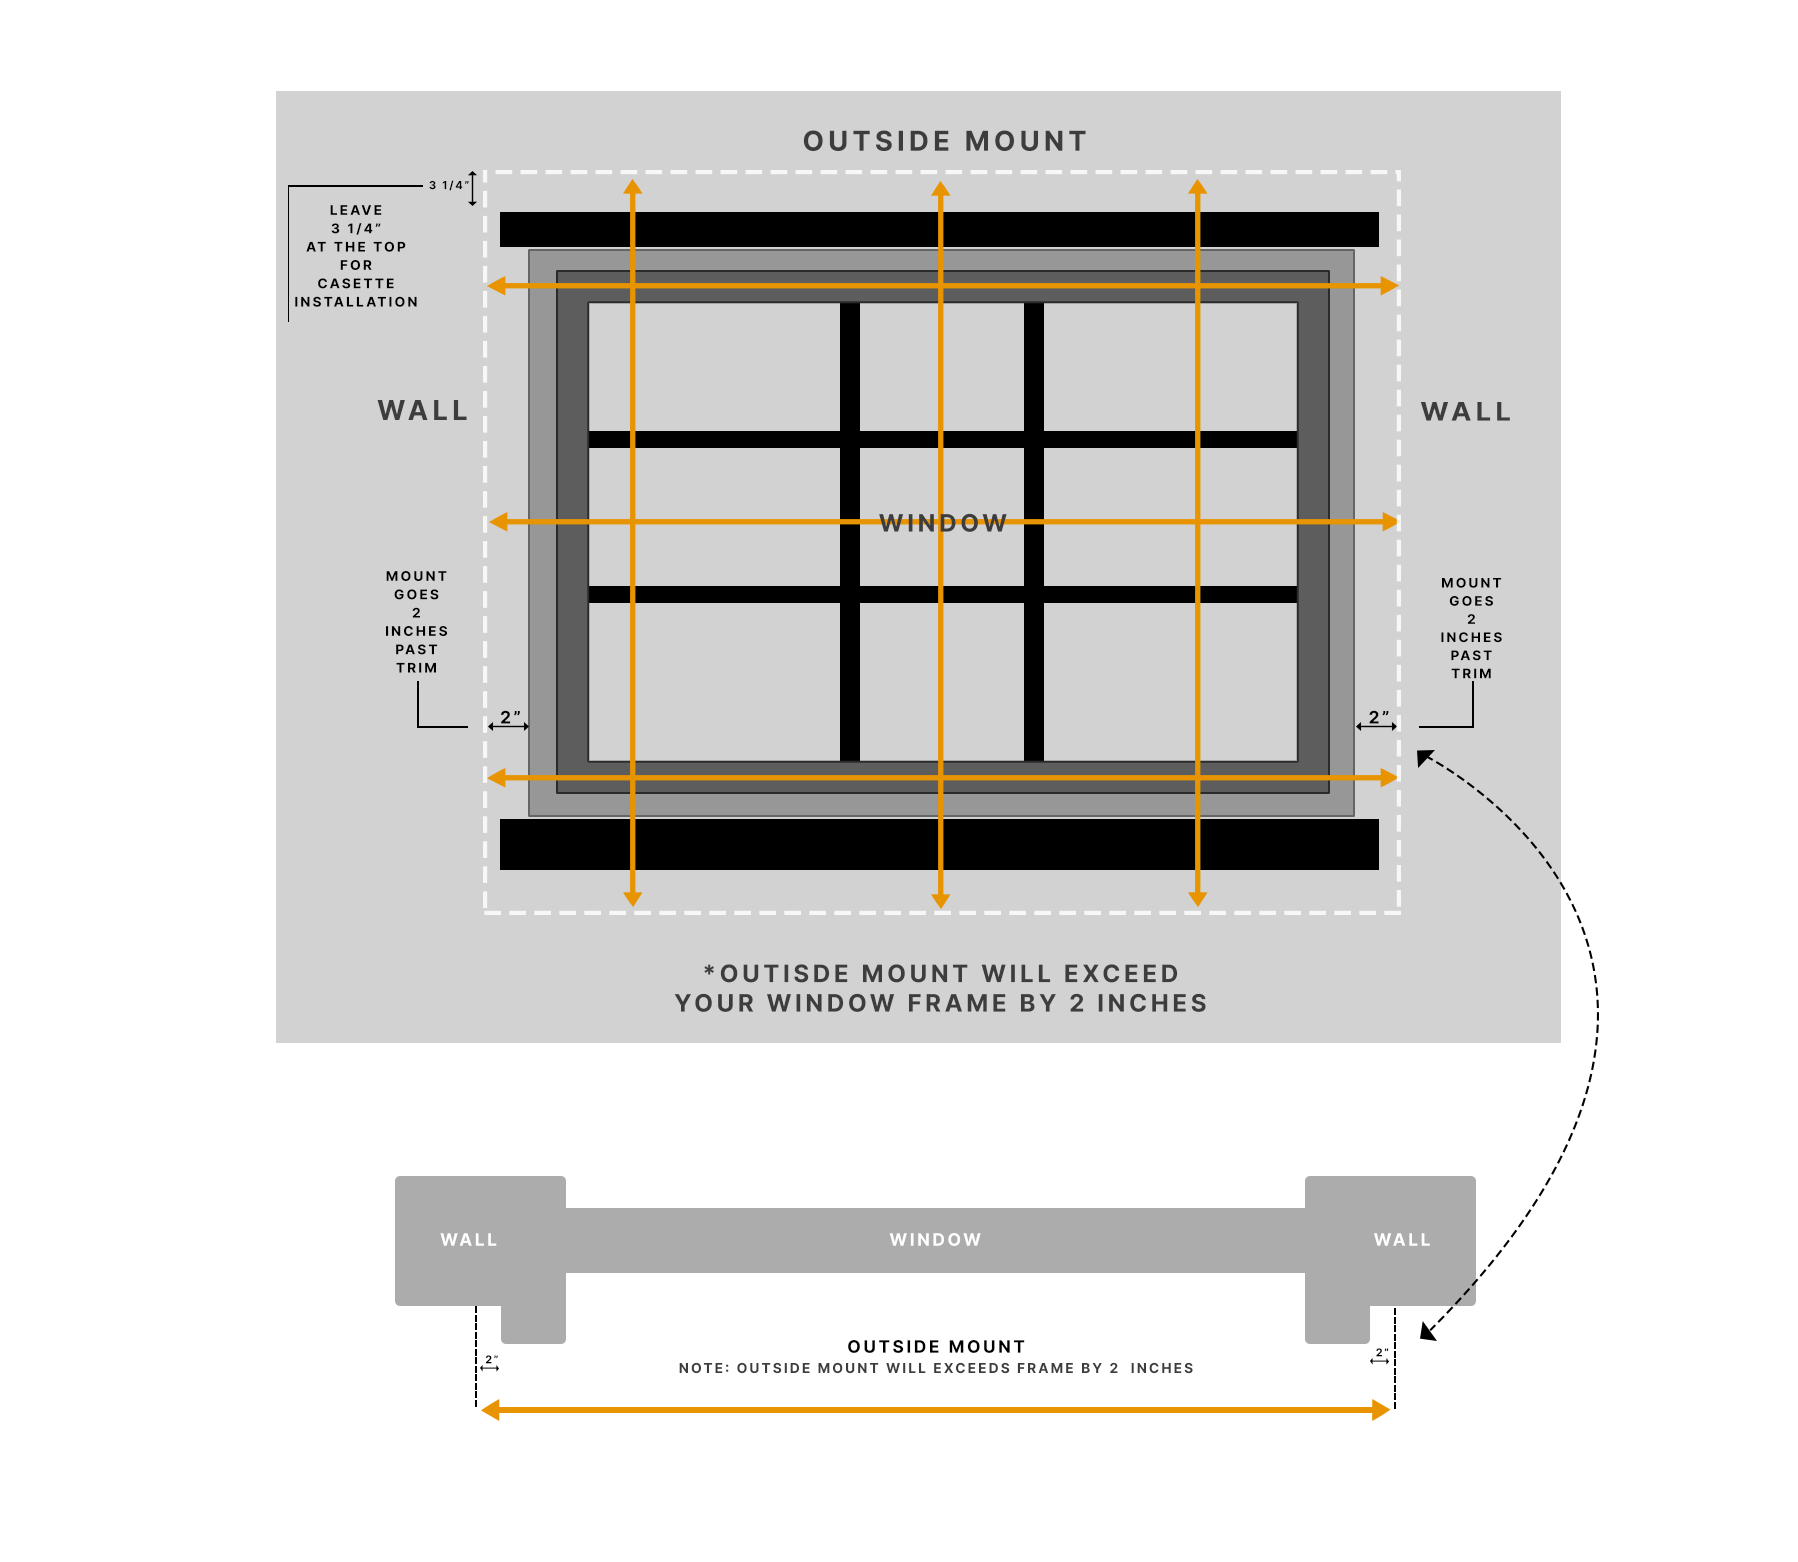 OUTSIDE MOUNT
3 1/4”
LEAVE
3 1/4”
AT THE TOP
FOR
CASETTE
INSTALLATION
WALL
WALL
WINDOW
MOUNT
GOES
2
INCHES
PAST
TRIM
MOUNT
GOES
2
INCHES
PAST
TRIM
2”
2”
*OUTISDE MOUNT WILL EXCEED
YOUR WINDOW FRAME BY 2 INCHES
WALL
WINDOW
WALL
OUTSIDE MOUNT
NOTE: OUTSIDE MOUNT WILL EXCEEDS FRAME BY 2 INCHES
2”
2”